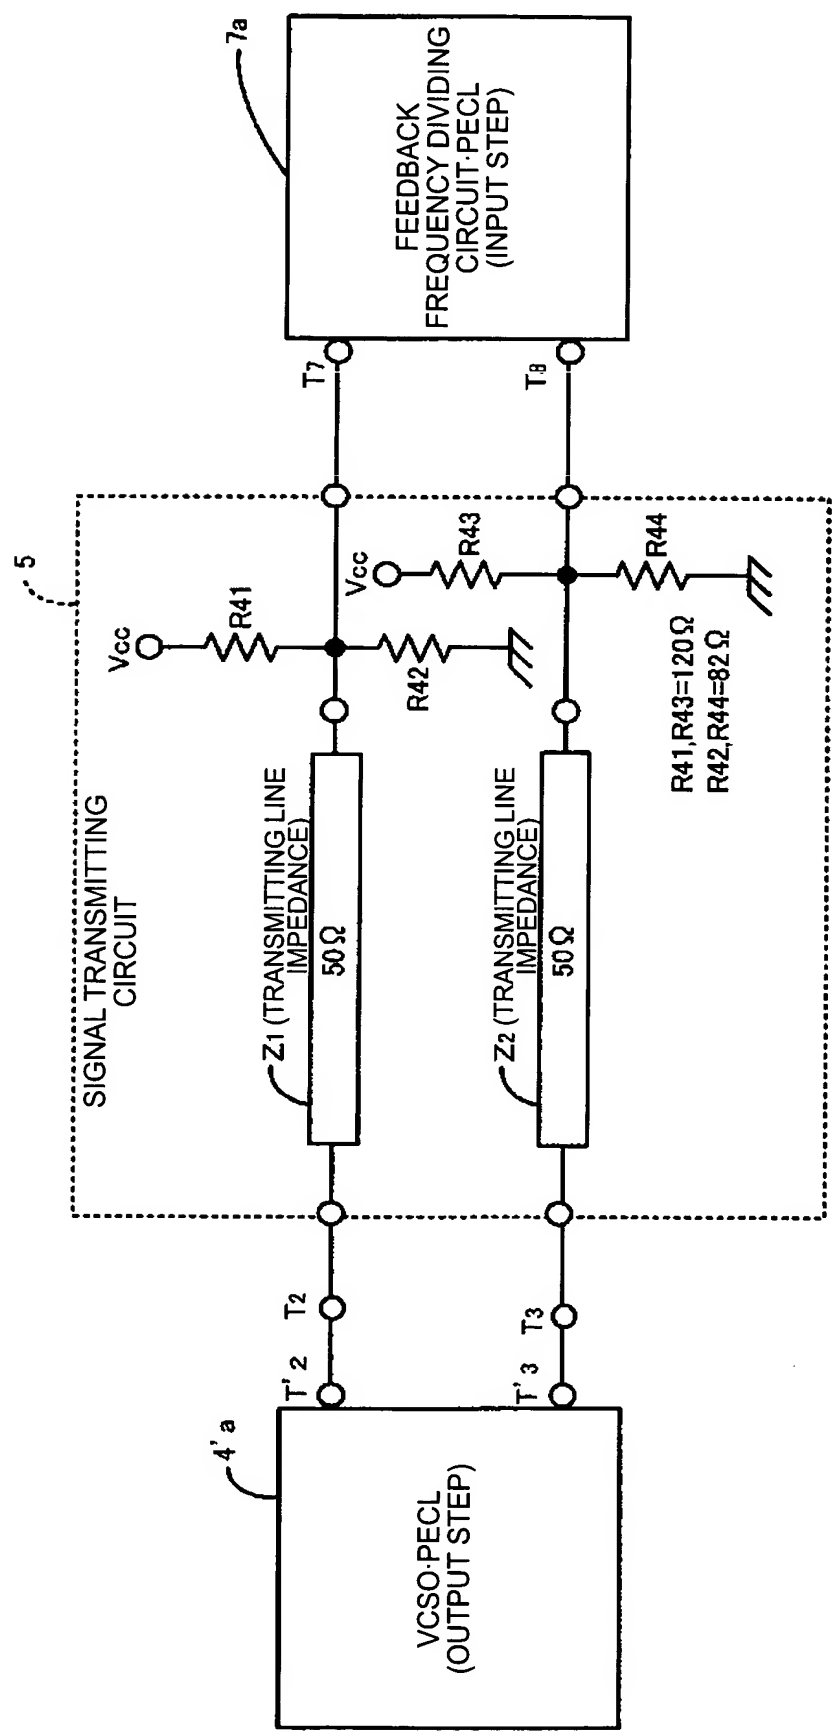 5
SIGNAL TRANSMITTING
CIRCUIT
4'a
VCSO·PECL
(OUTPUT STEP)
T'2
T2
T'3
T3
Z1 (TRANSMITTING LINE
IMPEDANCE)
50Ω
Z2 (TRANSMITTING LINE
IMPEDANCE)
50Ω
Vcc
R41
R42
Vcc
R43
R44
R41,R43=120Ω
R42,R44=82Ω
T7
T8
7a
FEEDBACK
FREQUENCY DIVIDING
CIRCUIT·PECL
(INPUT STEP)